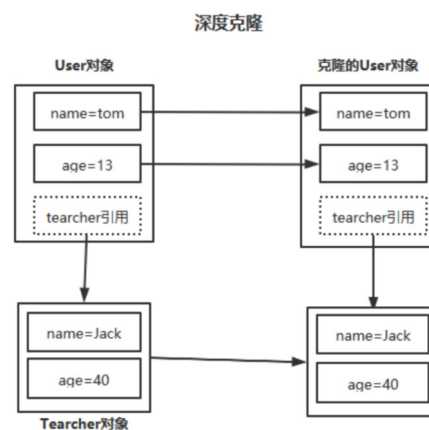 深度克隆
User对象
克隆的User对象
name=tom
name=tom
age=13
age=13
tearcher引用
tearcher引用
name=Jack
name=Jack
age=40
age=40
Tearcher对象